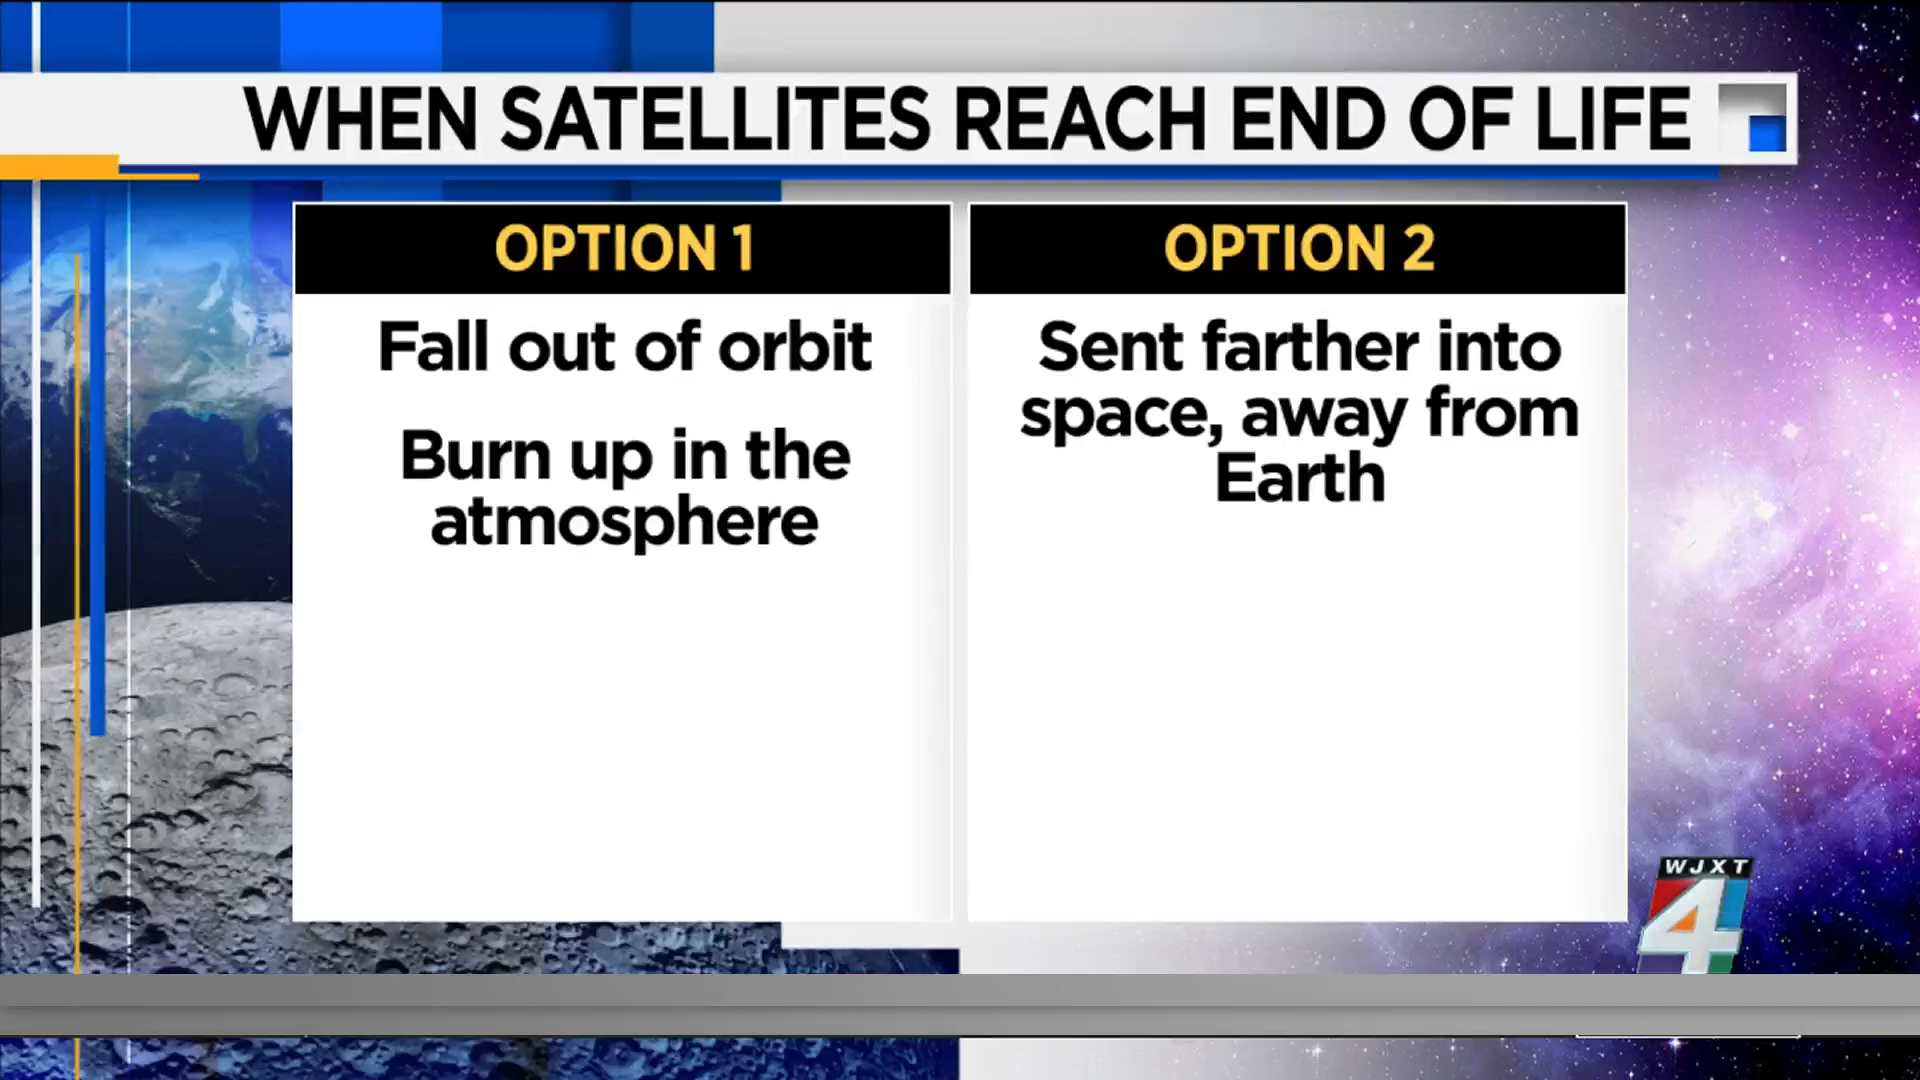 WHEN SATELLITES REACH END OF LIFE
OPTION 1
Fall out of orbit
Burn up in the
atmosphere
OPTION 2
Sent farther into
space, away from
Earth
WJXT
4